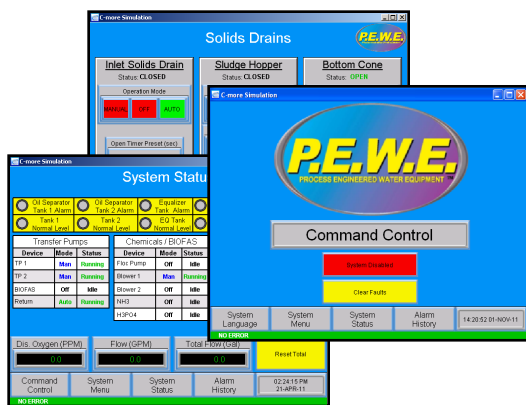 C-more Simulation
Solids Drains
P.E.W.E.
Inlet Solids Drain
Status: CLOSED
Operation Mode
MANUAL OFF AUTO
Open Timer Preset (sec)
Sludge Hopper
Status: CLOSED
Bottom Cone
Status: OPEN
C-more Simulation
P.E.W.E.
PROCESS ENGINEERED WATER EQUIPMENT
Command Control
System Disabled
Clear Faults
System Language
System Menu
System Status
Alarm History
14:20:52 01-NOV-11
NO ERROR
C-more Simulation
System Statu
Oil Separator Tank 1 Alarm
Oil Separator Tank 2 Alarm
Equalizer Tank Alarm
Tank 1 Normal Level
Tank 2 Normal Level
EQ Tank Normal Level
Transfer Pumps
Device Mode Status
TP 1 Man Running
TP 2 Man Running
BIOFAS Off Idle
Return Auto Running
Chemicals / BIOFAS
Device Mode Status
Floc Pump Off Idle
Blower 1 Man Running
Blower 2 Off Idle
NH3 Off Idle
H3PO4 Off Idle
Dis. Oxygen (PPM)
0.0
Flow (GPM)
0.0
Total Flow (Gal)
0.0
Reset Total
Command Control
System Menu
System Status
Alarm History
02:24:15 PM
21-APR-11
NO ERROR